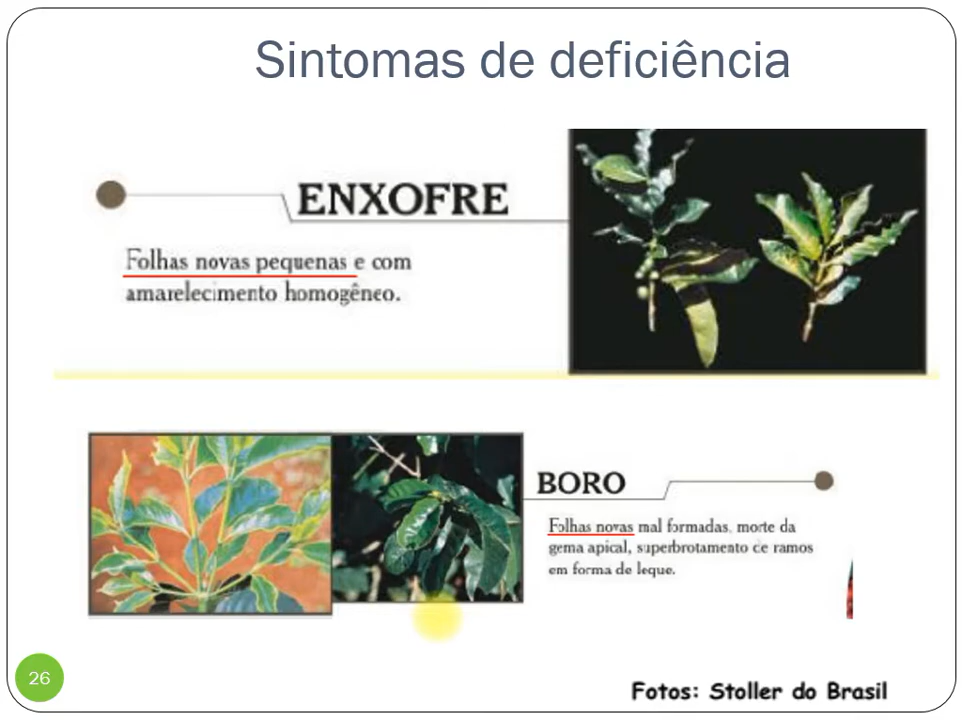 Sintomas de deficiência
ENXOFRE
Folhas novas pequenas e com
amarelecimento homogêneo.
BORO
Folhas novas mal formadas, morte da
gema apical, superbrotamento de ramos
em forma de leque.
26
Fotos: Stoller do Brasil